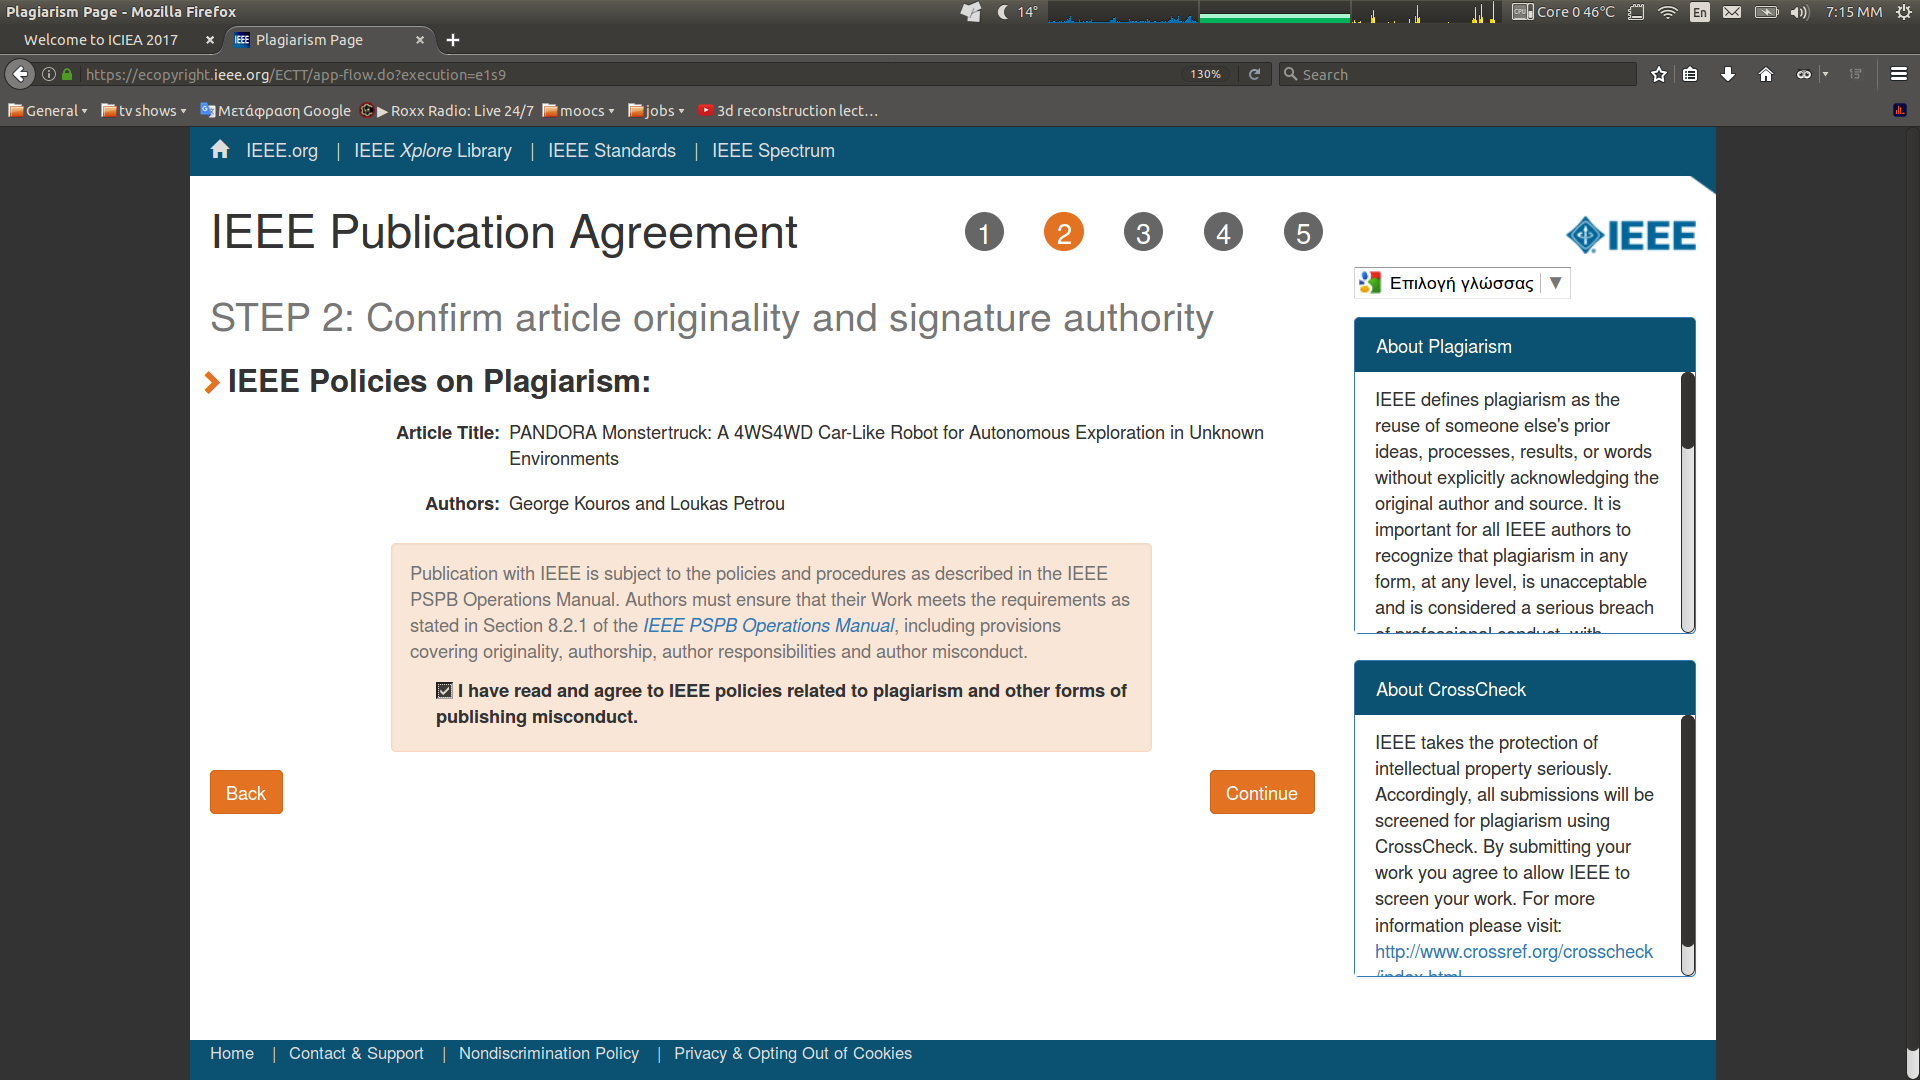 Plagiarism Page - Mozilla Firefox
14°
Core 0 46°C
En
7:15 MM
Welcome to ICIEA 2017
IEEE Plagiarism Page
https://ecopyright.ieee.org/ECTT/app-flow.do?execution=e1s9
130%
Search
General
tv shows
Μετάφραση Google
▶ Roxx Radio: Live 24/7
moocs
jobs
3d reconstruction lect…
IEEE.org | IEEE Xplore Library | IEEE Standards | IEEE Spectrum
IEEE Publication Agreement
1 2 3 4 5
IEEE
Επιλογή γλώσσας ▼
STEP 2: Confirm article originality and signature authority
IEEE Policies on Plagiarism:
Article Title: PANDORA Monstertruck: A 4WS4WD Car-Like Robot for Autonomous Exploration in Unknown
Environments
Authors: George Kouros and Loukas Petrou
Publication with IEEE is subject to the policies and procedures as described in the IEEE
PSPB Operations Manual. Authors must ensure that their Work meets the requirements as
stated in Section 8.2.1 of the IEEE PSPB Operations Manual, including provisions
covering originality, authorship, author responsibilities and author misconduct.
I have read and agree to IEEE policies related to plagiarism and other forms of
publishing misconduct.
Back
Continue
About Plagiarism
IEEE defines plagiarism as the
reuse of someone else's prior
ideas, processes, results, or words
without explicitly acknowledging the
original author and source. It is
important for all IEEE authors to
recognize that plagiarism in any
form, at any level, is unacceptable
and is considered a serious breach
of professional conduct, with
About CrossCheck
IEEE takes the protection of
intellectual property seriously.
Accordingly, all submissions will be
screened for plagiarism using
CrossCheck. By submitting your
work you agree to allow IEEE to
screen your work. For more
information please visit:
http://www.crossref.org/crosscheck
/index.html
Home | Contact & Support | Nondiscrimination Policy | Privacy & Opting Out of Cookies